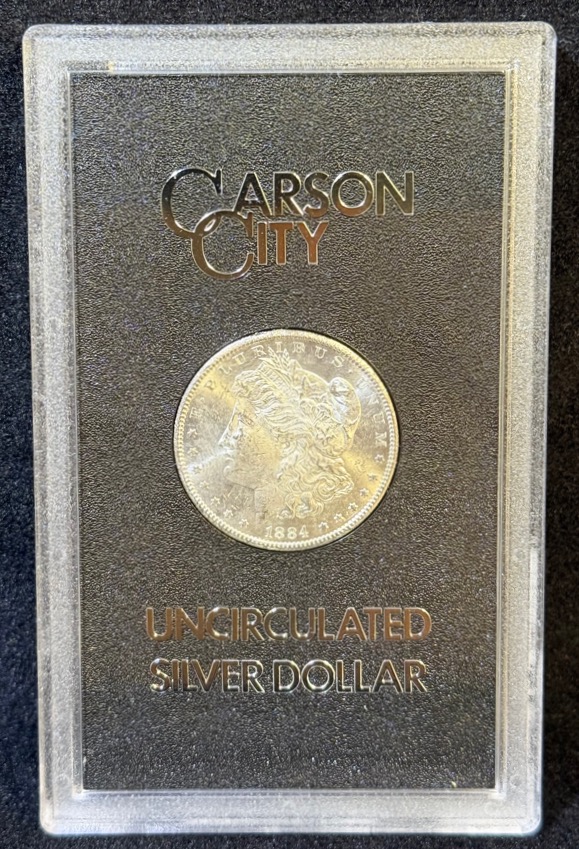 CARSON
CITY
E PLURIBUS UNUM
1884
UNCIRCULATED
SILVER DOLLAR